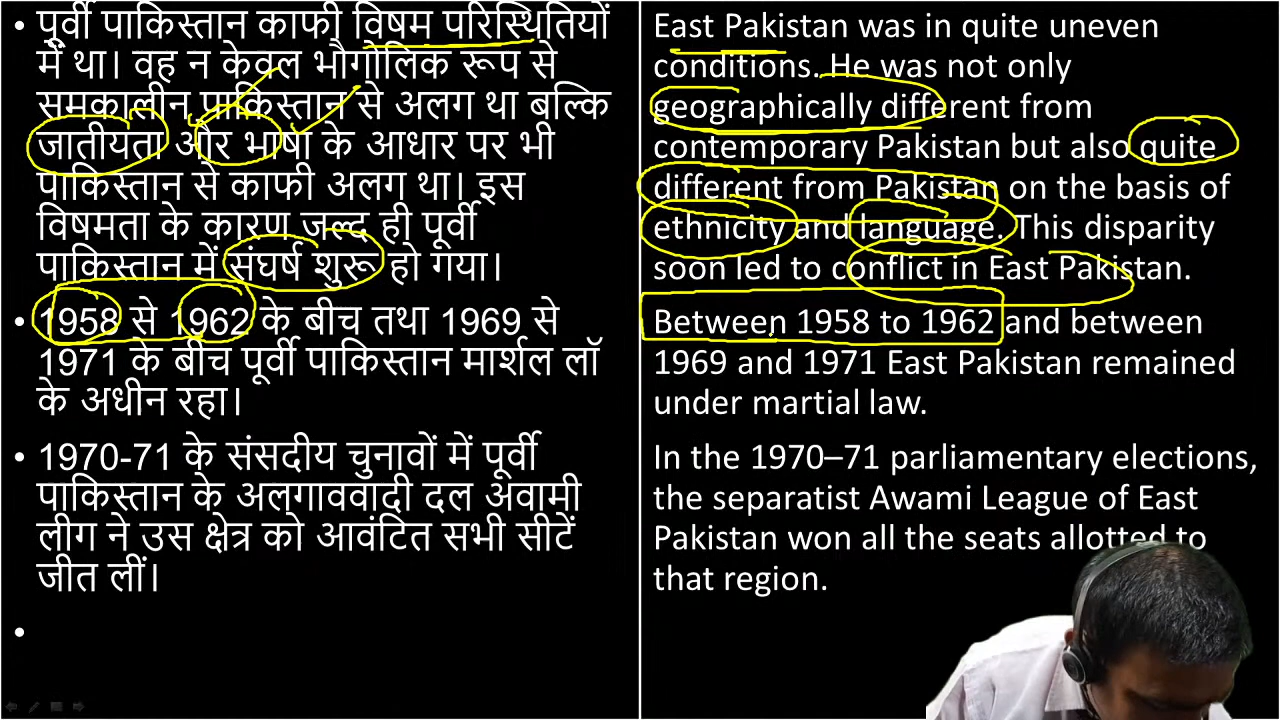 • पूर्वी पाकिस्तान काफी विषम परिस्थितियों
में था। वह न केवल भौगोलिक रूप से
समकालीन पाकिस्तान से अलग था बल्कि
जातीयता और भाषा के आधार पर भी
पाकिस्तान से काफी अलग था। इस
विषमता के कारण जल्द ही पूर्वी
पाकिस्तान में संघर्ष शुरू हो गया।
• 1958 से 1962 के बीच तथा 1969 से
1971 के बीच पूर्वी पाकिस्तान मार्शल लॉ
के अधीन रहा।
• 1970-71 के संसदीय चुनावों में पूर्वी
पाकिस्तान के अलगाववादी दल अवामी
लीग ने उस क्षेत्र को आवंटित सभी सीटें
जीत लीं।
•
East Pakistan was in quite uneven
conditions. He was not only
geographically different from
contemporary Pakistan but also quite
different from Pakistan on the basis of
ethnicity and language. This disparity
soon led to conflict in East Pakistan.
Between 1958 to 1962 and between
1969 and 1971 East Pakistan remained
under martial law.
In the 1970–71 parliamentary elections,
the separatist Awami League of East
Pakistan won all the seats allotted to
that region.